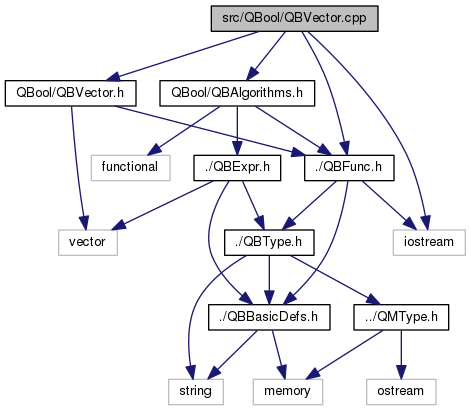 src/QBool/QBVector.cpp
QBool/QBVector.h
QBool/QBAlgorithms.h
functional
./QBExpr.h
./QBFunc.h
vector
./QBType.h
iostream
./QBBasicDefs.h
../QMType.h
string
memory
ostream